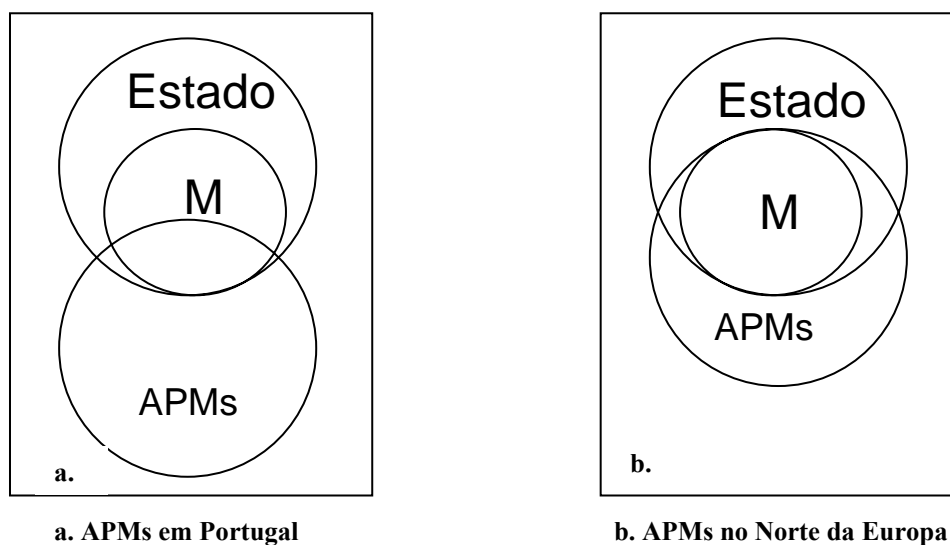 Estado
M
APMs
a.
a. APMs em Portugal
Estado
M
APMs
b.
b. APMs no Norte da Europa